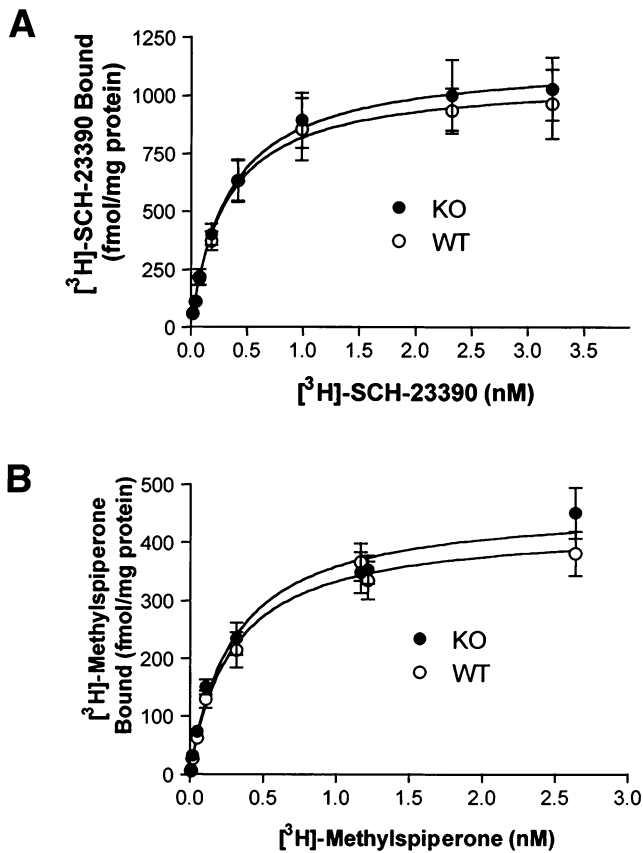 A
[³H]-SCH-23390 Bound
(fmol/mg protein)
1250
1000
750
500
250
0
KO
WT
0.0 0.5 1.0 1.5 2.0 2.5 3.0 3.5
[³H]-SCH-23390 (nM)
B
[³H]-Methylspiperone
Bound (fmol/mg protein)
500
400
300
200
100
0
KO
WT
0.0 0.5 1.0 1.5 2.0 2.5 3.0
[³H]-Methylspiperone (nM)